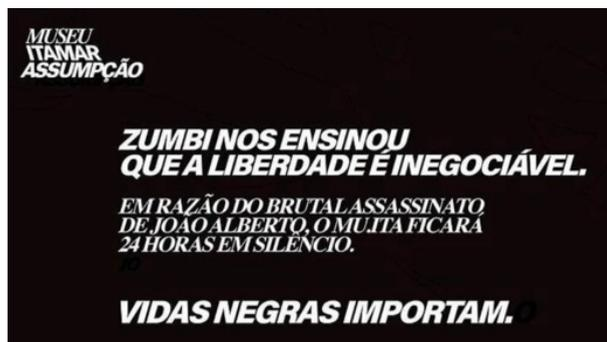 MUSEU
ITAMAR
ASSUMPÇÃO
ZUMBI NOS ENSINOU
QUE A LIBERDADE É INEGOCIÁVEL.
EM RAZÃO DO BRUTAL ASSASSINATO
DE JOÃO ALBERTO, O MU.ITA FICARÁ
24 HORAS EM SILÊNCIO.
VIDAS NEGRAS IMPORTAM.